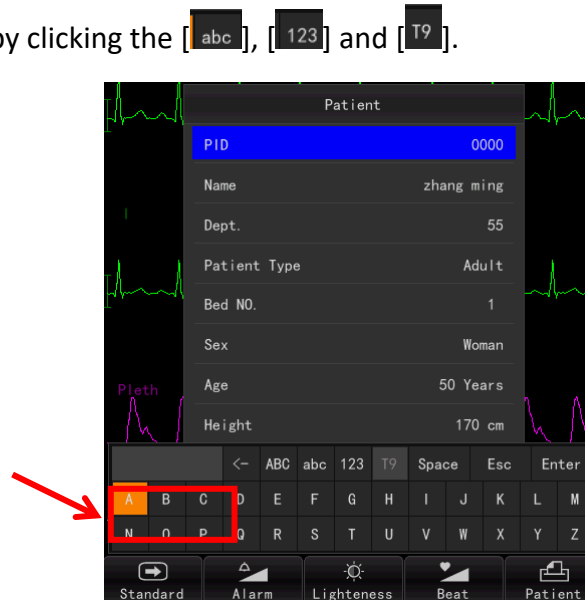 by clicking the [abc], [123] and [T9].
Patient
PID 0000
Name zhang ming
Dept. 55
Patient Type Adult
Bed NO. 1
Sex Woman
Age 50 Years
Height 170 cm
I
Pleth
<- ABC abc 123 T9 Space Esc Enter
A B C D E F G H I J K L M
N O P Q R S T U V W X Y Z
Standard Alarm Lighteness Beat Patient